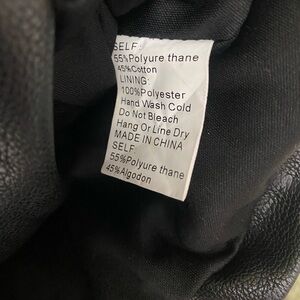 SELF:
55%Polyure thane
45%Cotton
LINING:
100%Polyester
Hand Wash Cold
Do Not Bleach
Hang Or Line Dry
MADE IN CHINA
SELF:
55%Polyure thane
45%Algodon